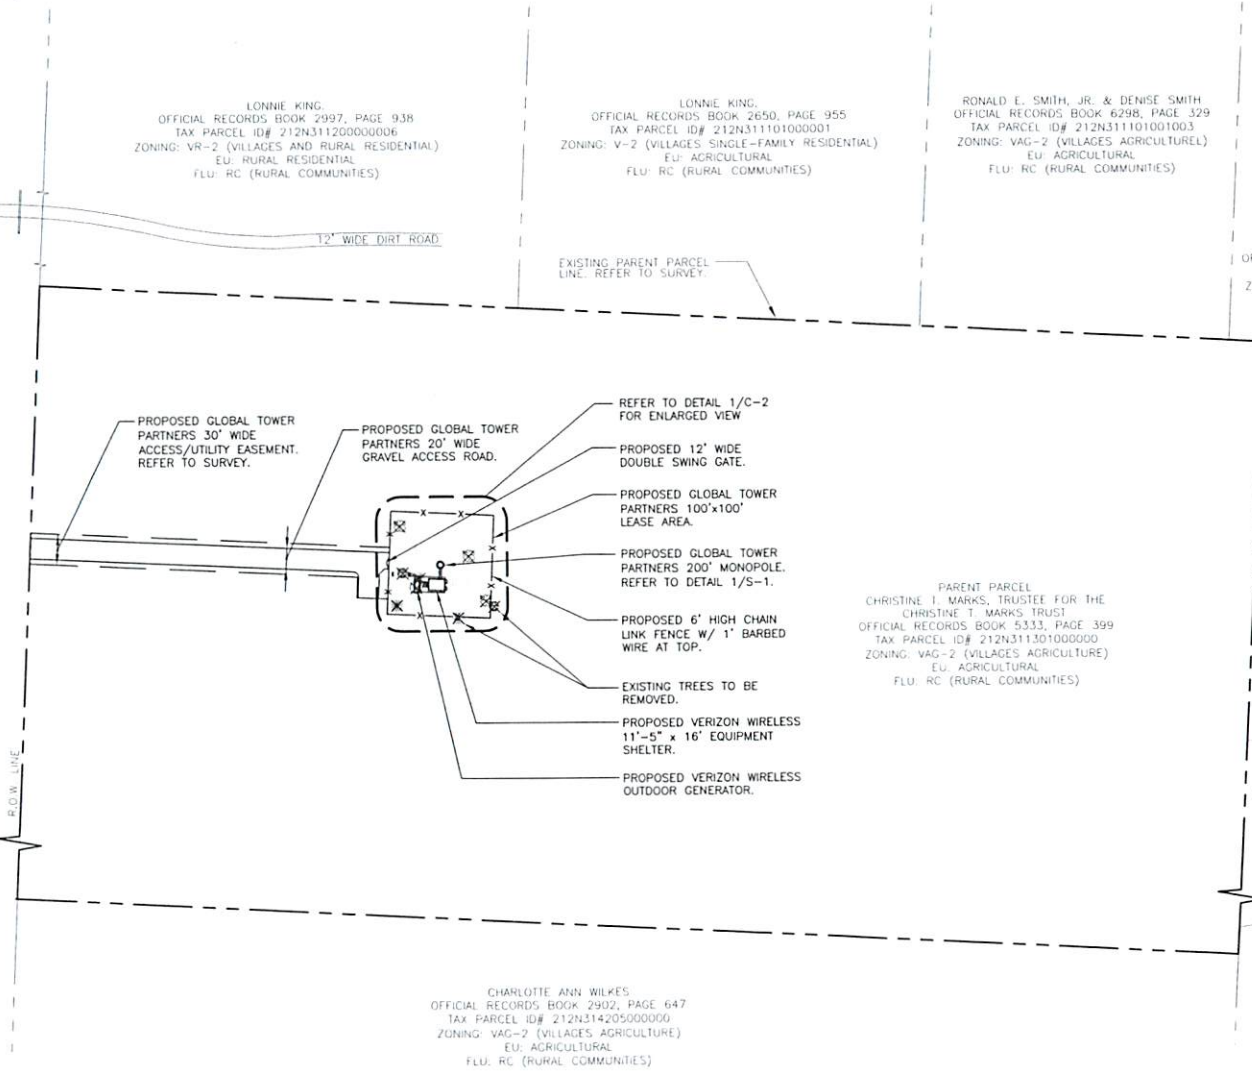 LONNIE KING.
OFFICIAL RECORDS BOOK 2997, PAGE 938
TAX PARCEL ID# 212N311200000006
ZONING: VR-2 (VILLAGES AND RURAL RESIDENTIAL)
EU: RURAL RESIDENTIAL
FLU: RC (RURAL COMMUNITIES)
LONNIE KING.
OFFICIAL RECORDS BOOK 2650, PAGE 955
TAX PARCEL ID# 212N311101000001
ZONING: V-2 (VILLAGES SINGLE-FAMILY RESIDENTIAL)
EU: AGRICULTURAL
FLU: RC (RURAL COMMUNITIES)
RONALD E. SMITH, JR. & DENISE SMITH
OFFICIAL RECORDS BOOK 6298, PAGE 329
TAX PARCEL ID# 212N311101001003
ZONING: VAG-2 (VILLAGES AGRICULTUREL)
EU: AGRICULTURAL
FLU: RC (RURAL COMMUNITIES)
12' WIDE DIRT ROAD
EXISTING PARENT PARCEL
LINE. REFER TO SURVEY.
PROPOSED GLOBAL TOWER
PARTNERS 30' WIDE
ACCESS/UTILITY EASEMENT.
REFER TO SURVEY.
PROPOSED GLOBAL TOWER
PARTNERS 20' WIDE
GRAVEL ACCESS ROAD.
REFER TO DETAIL 1/C-2
FOR ENLARGED VIEW
PROPOSED 12' WIDE
DOUBLE SWING GATE.
PROPOSED GLOBAL TOWER
PARTNERS 100'x100'
LEASE AREA.
PROPOSED GLOBAL TOWER
PARTNERS 200' MONOPOLE.
REFER TO DETAIL 1/S-1.
PROPOSED 6' HIGH CHAIN
LINK FENCE W/ 1' BARBED
WIRE AT TOP.
EXISTING TREES TO BE
REMOVED.
PROPOSED VERIZON WIRELESS
11'-5" x 16' EQUIPMENT
SHELTER.
PROPOSED VERIZON WIRELESS
OUTDOOR GENERATOR.
PARENT PARCEL
CHRISTINE T. MARKS, TRUSTEE FOR THE
CHRISTINE T. MARKS TRUST
OFFICIAL RECORDS BOOK 5333, PAGE 399
TAX PARCEL ID# 212N311301000000
ZONING: VAG-2 (VILLAGES AGRICULTURE)
EU: AGRICULTURAL
FLU: RC (RURAL COMMUNITIES)
R.O.W LINE
CHARLOTTE ANN WILKES
OFFICIAL RECORDS BOOK 2902, PAGE 647
TAX PARCEL ID# 212N314205000000
ZONING: VAG-2 (VILLAGES AGRICULTURE)
EU: AGRICULTURAL
FLU: RC (RURAL COMMUNITIES)